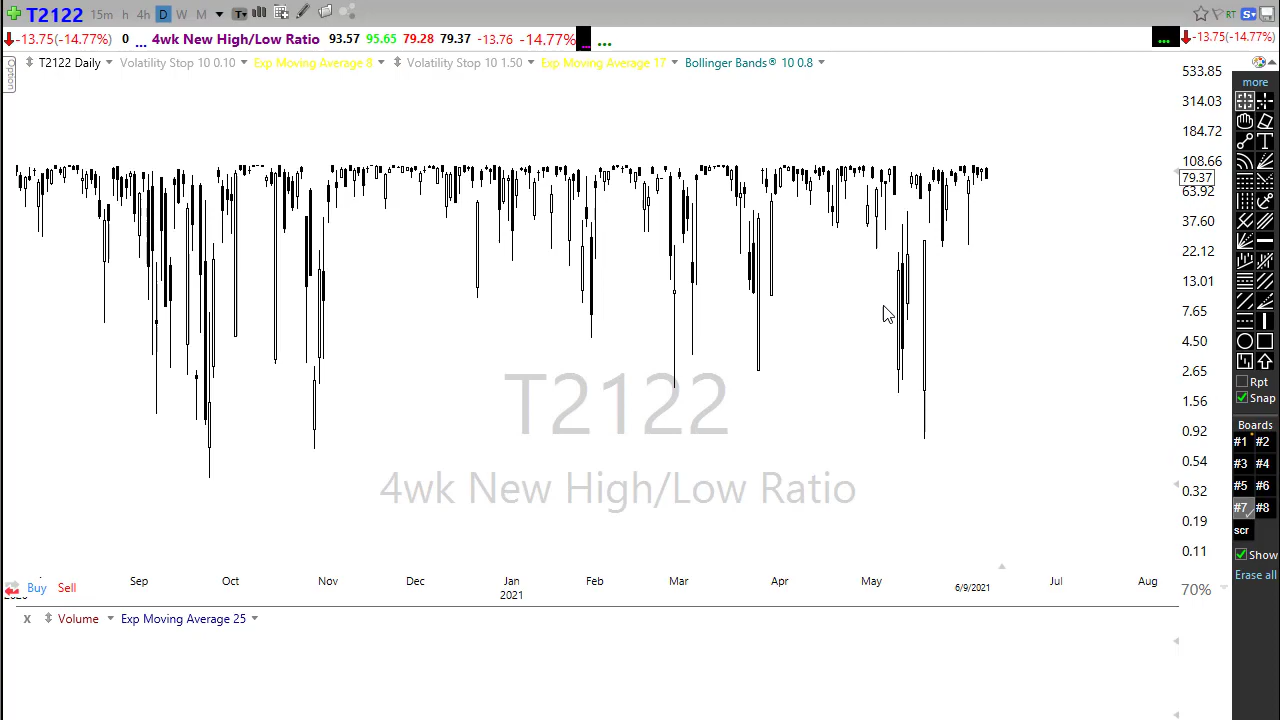 T2122 15m h 4h D W M T RT S
-13.75(-14.77%) 0 ... 4wk New High/Low Ratio 93.57 95.65 79.28 79.37 -13.76 -14.77% ... ... ... -13.75(-14.77%)
Option T2122 Daily Volatility Stop 10 0.10 Exp Moving Average 8 Volatility Stop 10 1.50 Exp Moving Average 17 Bollinger Bands® 10 0.8
533.85
more
314.03
184.72
108.66
79.37
63.92
37.60
22.12
13.01
7.65
4.50
2.65
1.56
0.92
0.54
0.32
0.19
0.11
T2122
4wk New High/Low Ratio
Rpt
Snap
Boards
#1 #2
#3 #4
#5 #6
#7 #8
scr
Show
Erase all
Sep Oct Nov Dec Jan Feb Mar Apr May 6/9/2021 Jul Aug
2021
Buy Sell
70%
x Volume Exp Moving Average 25